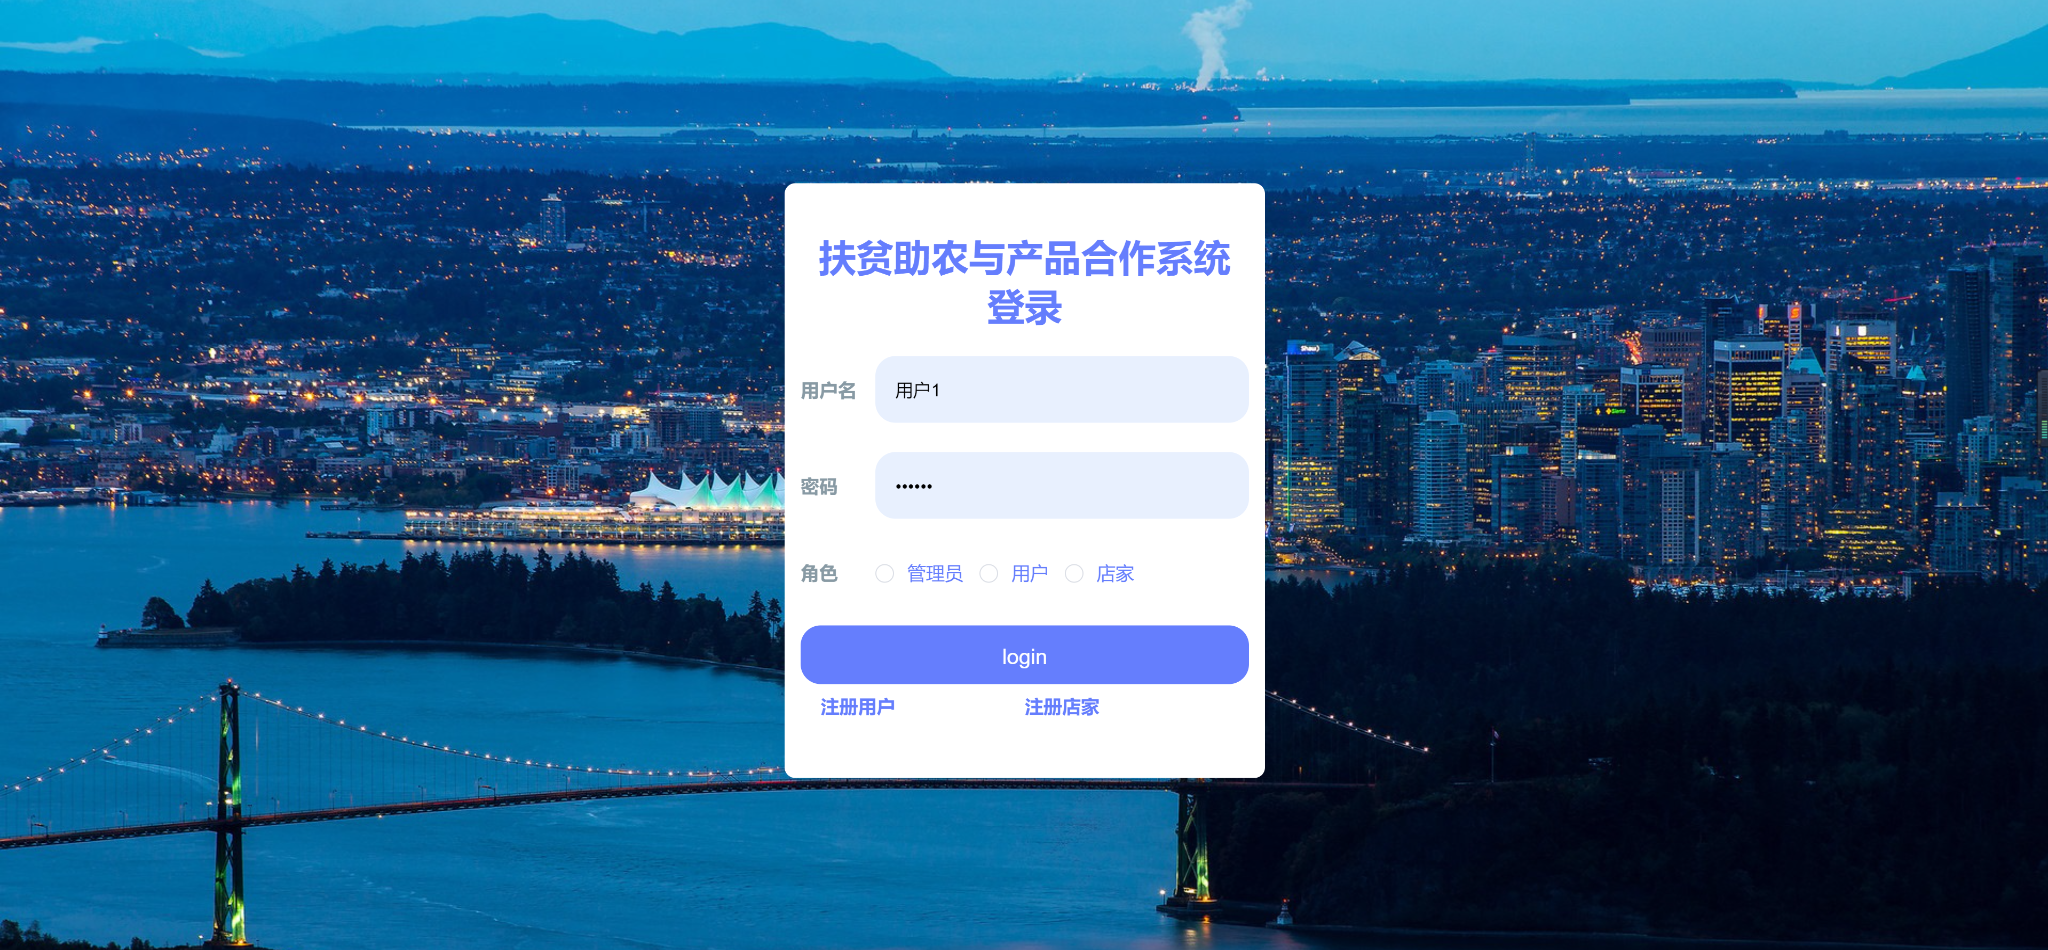 扶贫助农与产品合作系统
登录
用户名 用户1
密码 ••••••
角色 管理员 用户 店家
login
注册用户 注册店家